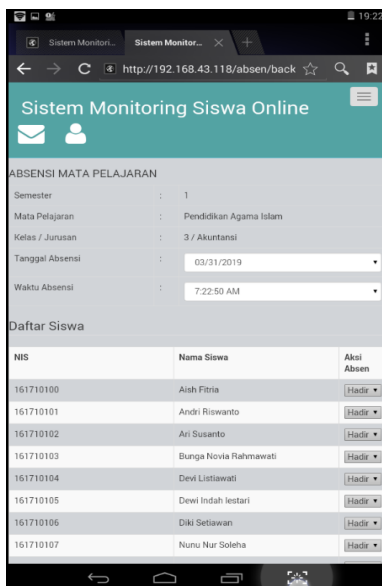 19:22
Sistem Monitori...
Sistem Monitor...
http://192.168.43.118/absen/back
Sistem Monitoring Siswa Online
ABSENSI MATA PELAJARAN
Semester : 1
Mata Pelajaran : Pendidikan Agama Islam
Kelas / Jurusan : 3 / Akuntansi
Tanggal Absensi : 03/31/2019
Waktu Absensi : 7:22:50 AM
Daftar Siswa
NIS Nama Siswa Aksi Absen
161710100 Aish Fitria Hadir
161710101 Andri Riswanto Hadir
161710102 Ari Susanto Hadir
161710103 Bunga Novia Rahmawati Hadir
161710104 Devi Listiawati Hadir
161710105 Dewi Indah lestari Hadir
161710106 Diki Setiawan Hadir
161710107 Nunu Nur Soleha Hadir